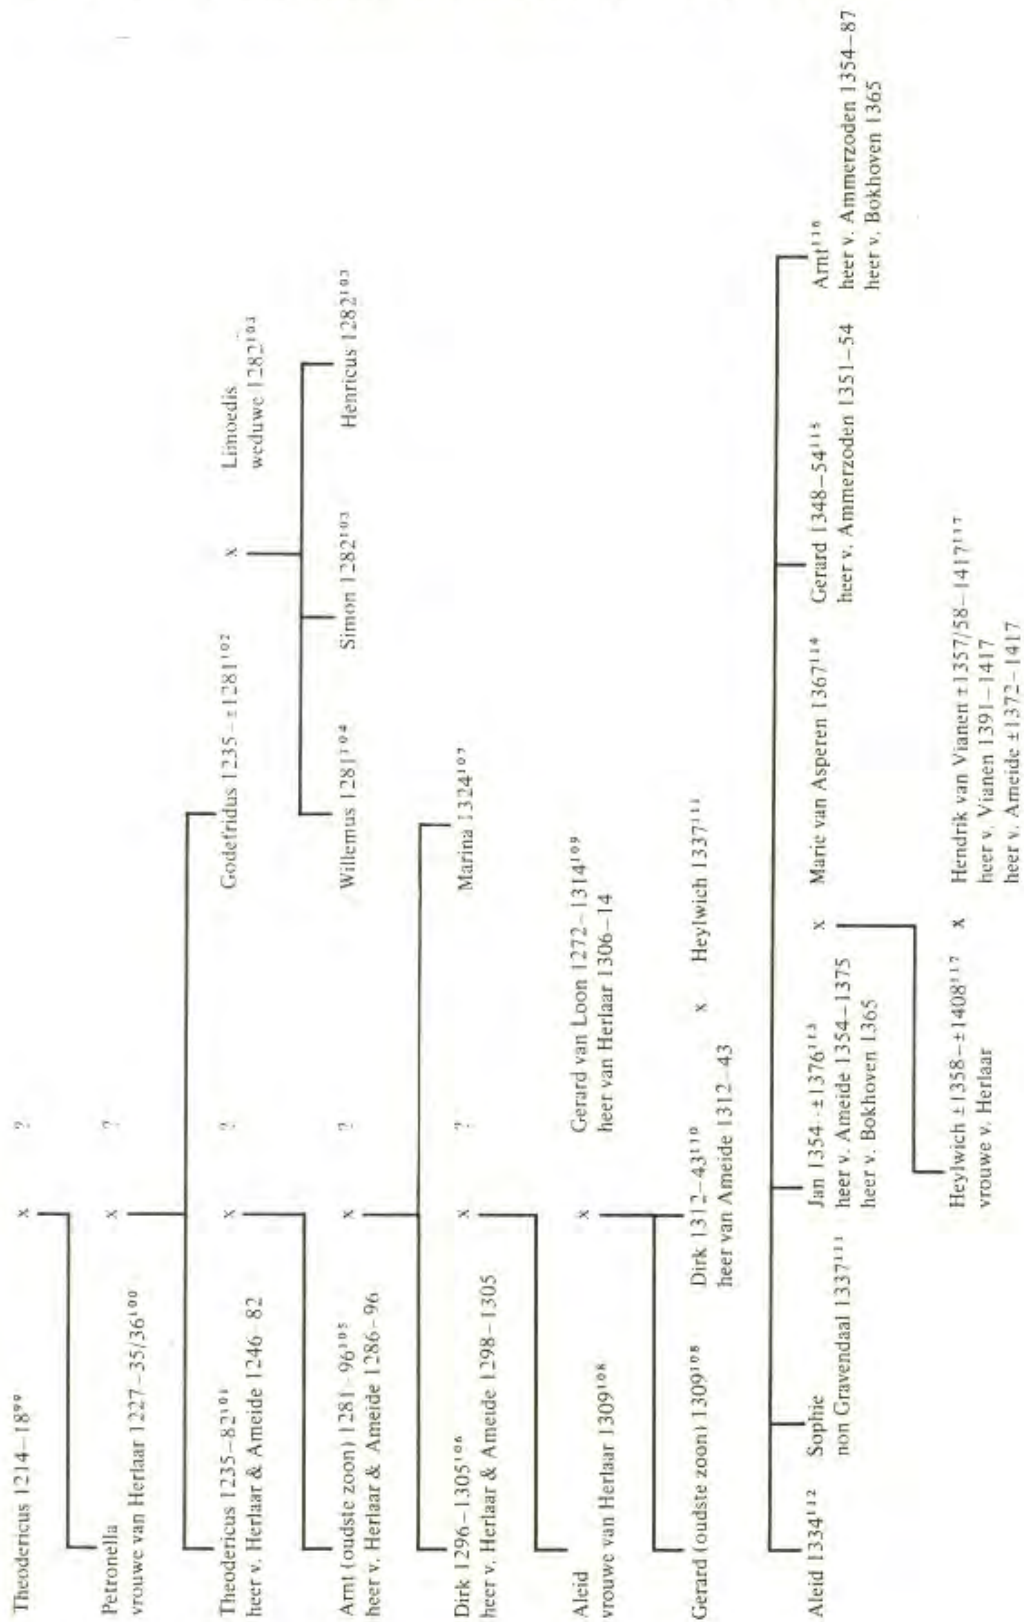 Theodericus 1214–18⁹⁹ x ?
Petronella x ?
vrouwe van Herlaar 1227–35/36¹⁰⁰
Theodericus 1235–82¹⁰¹ x ? Godefridus 1235–±1281¹⁰² x Limoedis
heer v. Herlaar & Ameide 1246–82 weduwe 1282¹⁰³
Arnt (oudste zoon) 1281–96¹⁰⁵ x ? Willemus 1281¹⁰⁴ Simon 1282¹⁰³ Henricus 1282¹⁰³
heer v. Herlaar & Ameide 1286–96
Dirk 1296–1305¹⁰⁶ x ? Marina 1324¹⁰⁷
heer v. Herlaar & Ameide 1298–1305
Aleid x Gerard van Loon 1272–1314¹⁰⁹
vrouwe van Herlaar 1309¹⁰⁸ heer van Herlaar 1306–14
Gerard (oudste zoon) 1309¹⁰⁸ Dirk 1312–43¹¹⁰ x Heylwich 1337¹¹¹
heer van Ameide 1312–43
Aleid 1334¹¹² Sophie Jan 1354–±1376¹¹³ x Marie van Asperen 1367¹¹⁴ Gerard 1348–54¹¹⁵ Arnt¹¹⁶
non Gravendaal 1337¹¹¹ heer v. Ameide 1354–1375 heer v. Ammerzoden 1351–54 heer v. Ammerzoden 1354–87
heer v. Bokhoven 1365 heer v. Bokhoven 1365
Heylwich ±1358–±1408¹¹⁷ x Hendrik van Vianen ±1357/58–1417¹¹⁷
vrouwe v. Herlaar heer v. Vianen 1391–1417
heer v. Ameide ±1372–1417